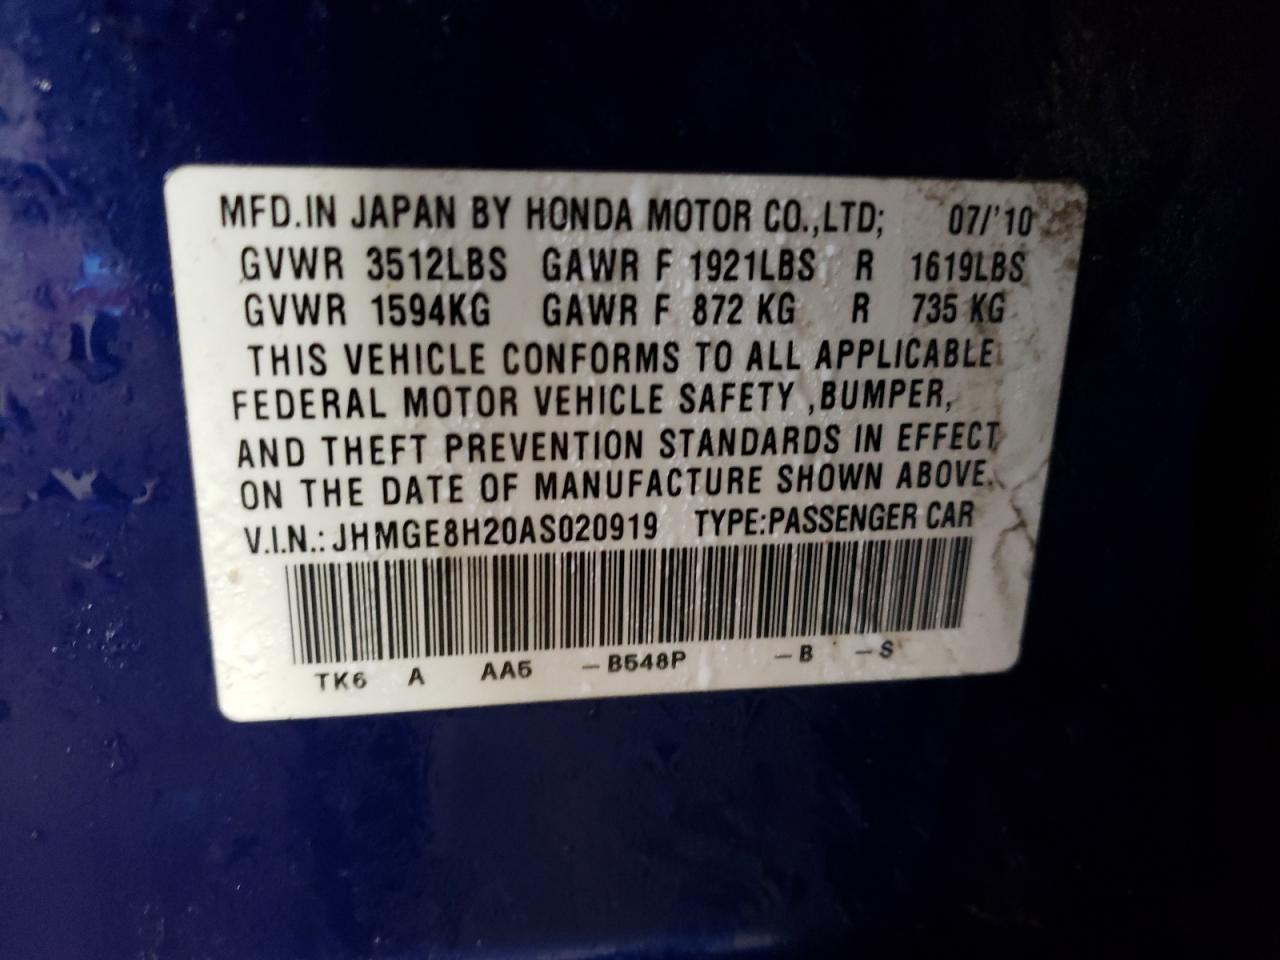 MFD.IN JAPAN BY HONDA MOTOR CO.,LTD; 07/'10
GVWR 3512LBS GAWR F 1921LBS R 1619LBS
GVWR 1594KG GAWR F 872 KG R 735 KG
THIS VEHICLE CONFORMS TO ALL APPLICABLE
FEDERAL MOTOR VEHICLE SAFETY ,BUMPER,
AND THEFT PREVENTION STANDARDS IN EFFECT
ON THE DATE OF MANUFACTURE SHOWN ABOVE.
V.I.N.: JHMGE8H20AS020919 TYPE:PASSENGER CAR
TK6 A AA5 –B548P –B –S